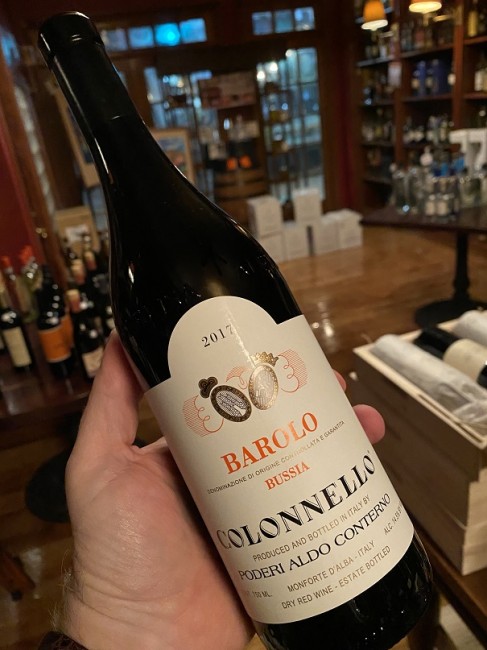 2017
BAROLO
DENOMINAZIONE DI ORIGINE CONTROLLATA E GARANTITA
BUSSIA
COLONNELLO
PRODUCED AND BOTTLED IN ITALY BY
PODERI ALDO CONTERNO
MONFORTE D'ALBA - ITALY
750 ML.
DRY RED WINE - ESTATE BOTTLED